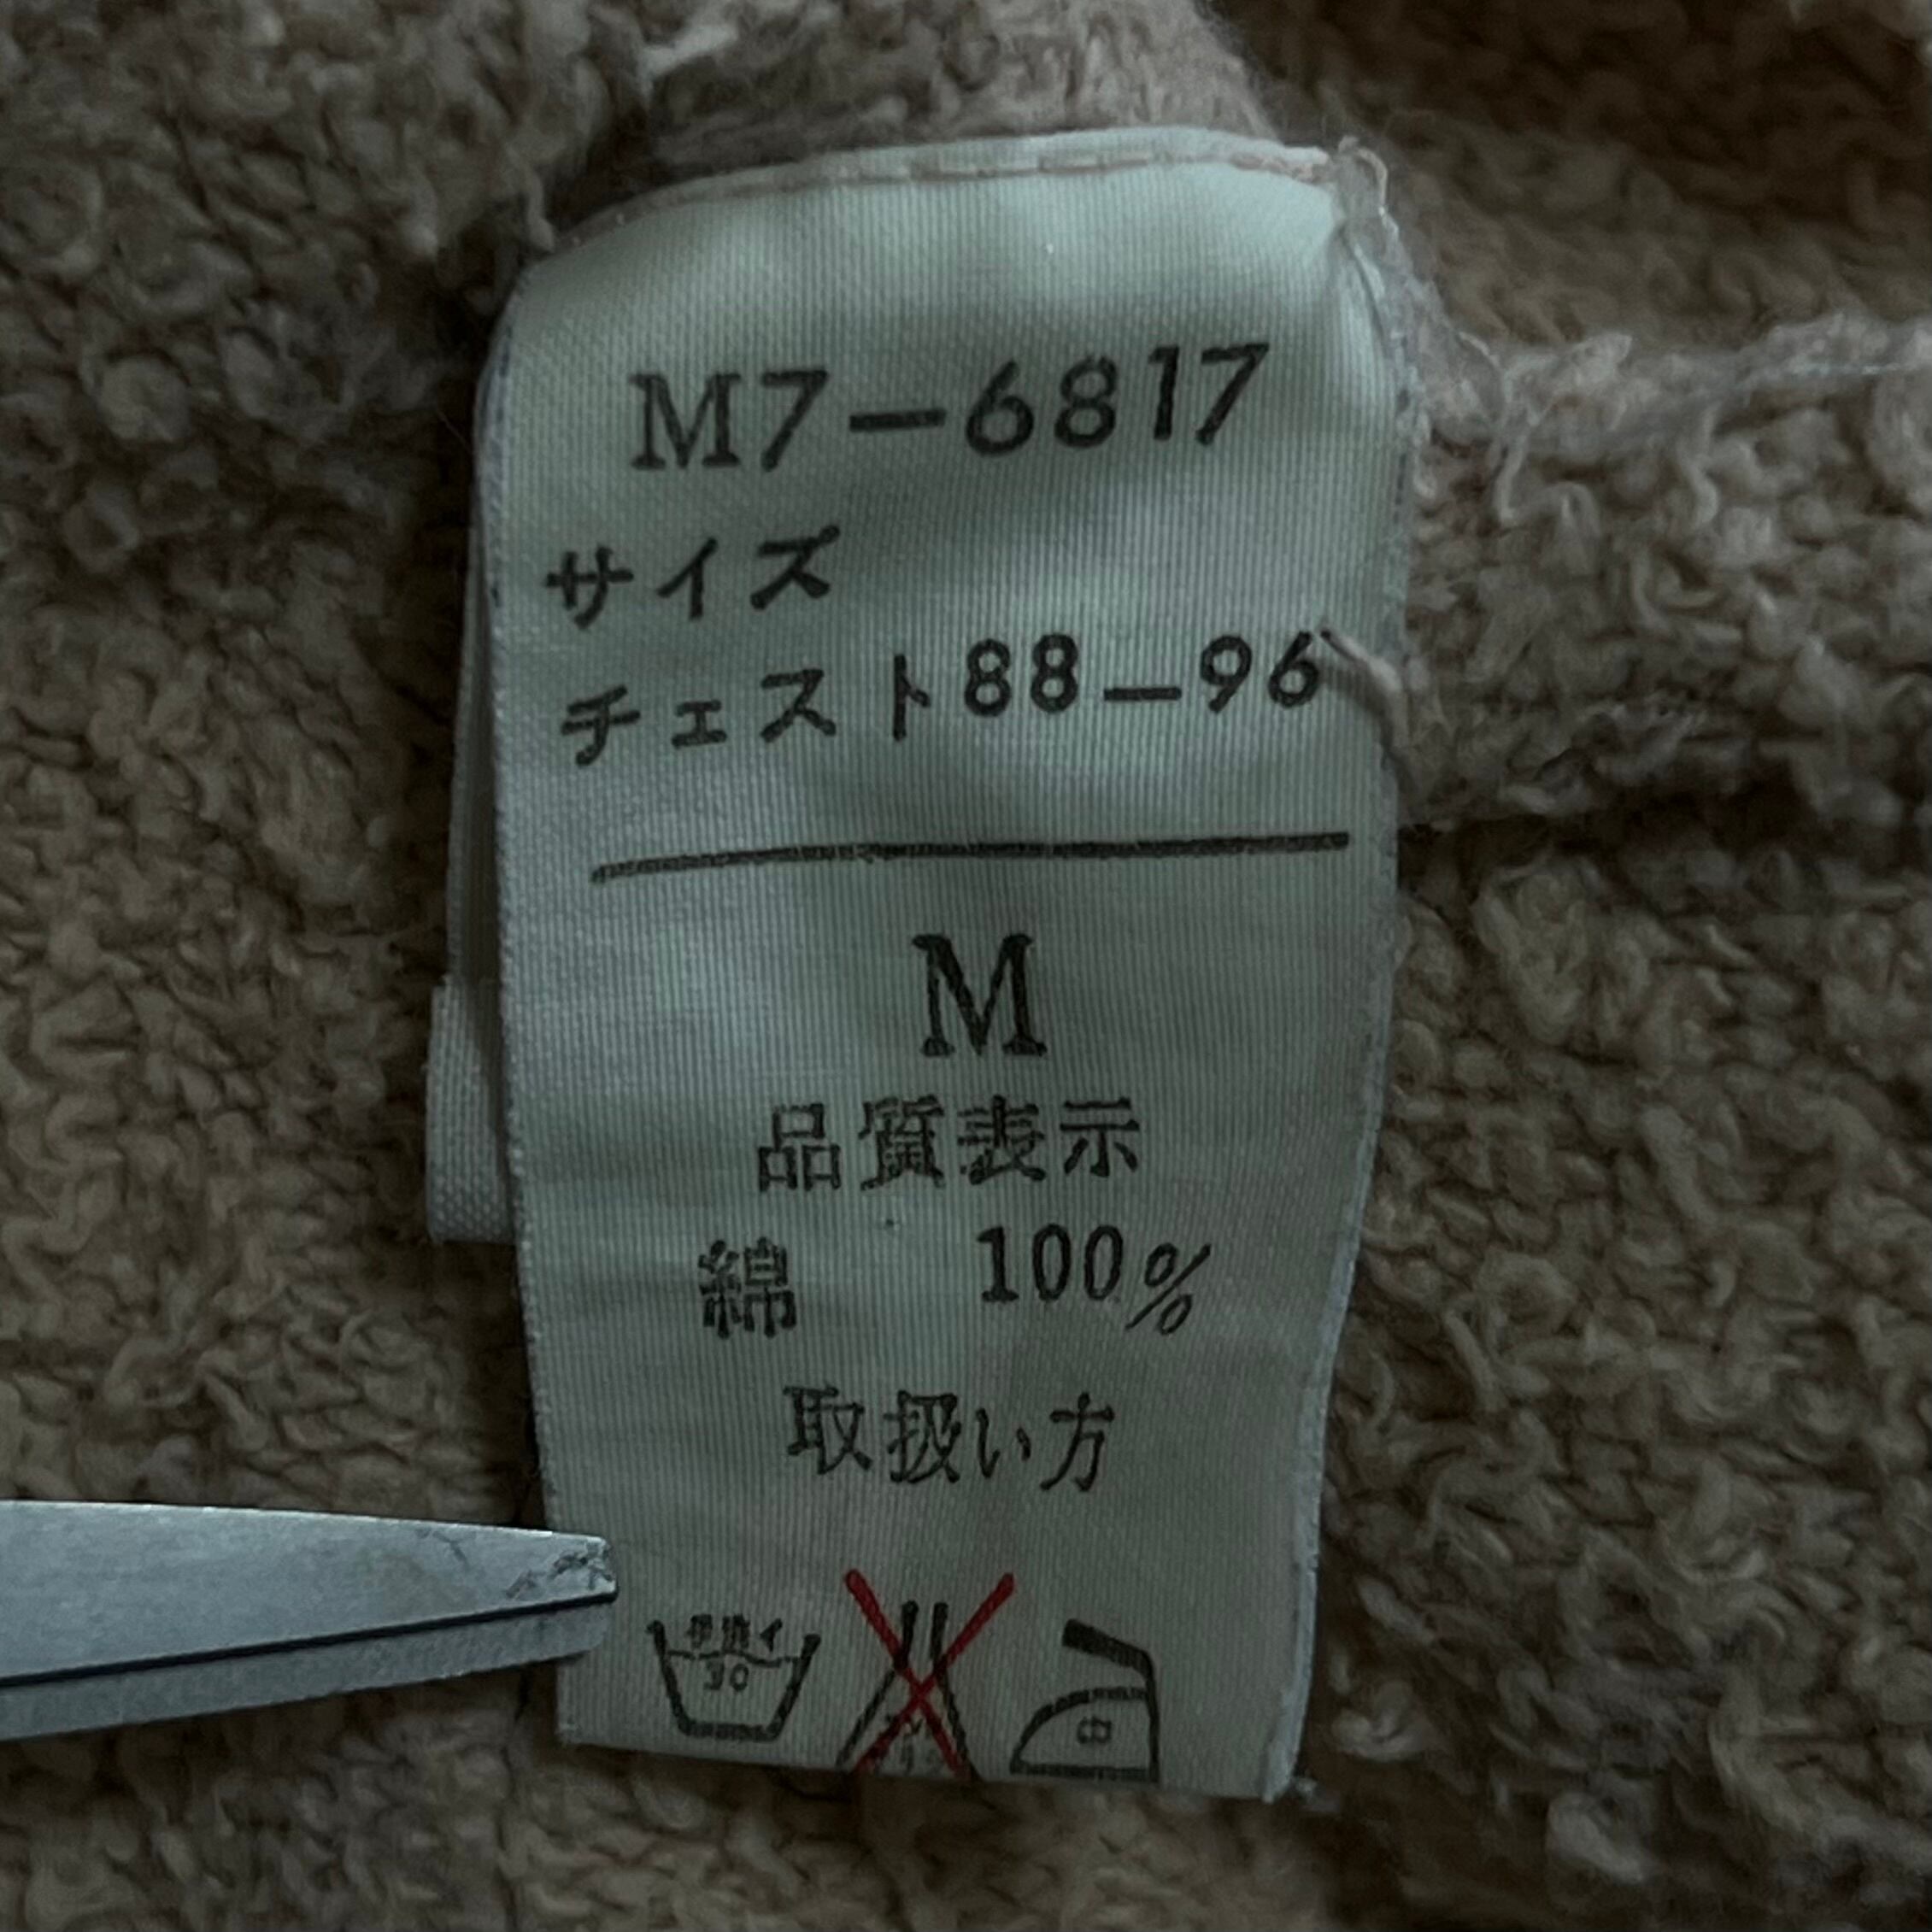 M7-6817
サイズ
チェスト88-96
M
品質表示
綿 100%
取扱い方
手洗イ
30
中